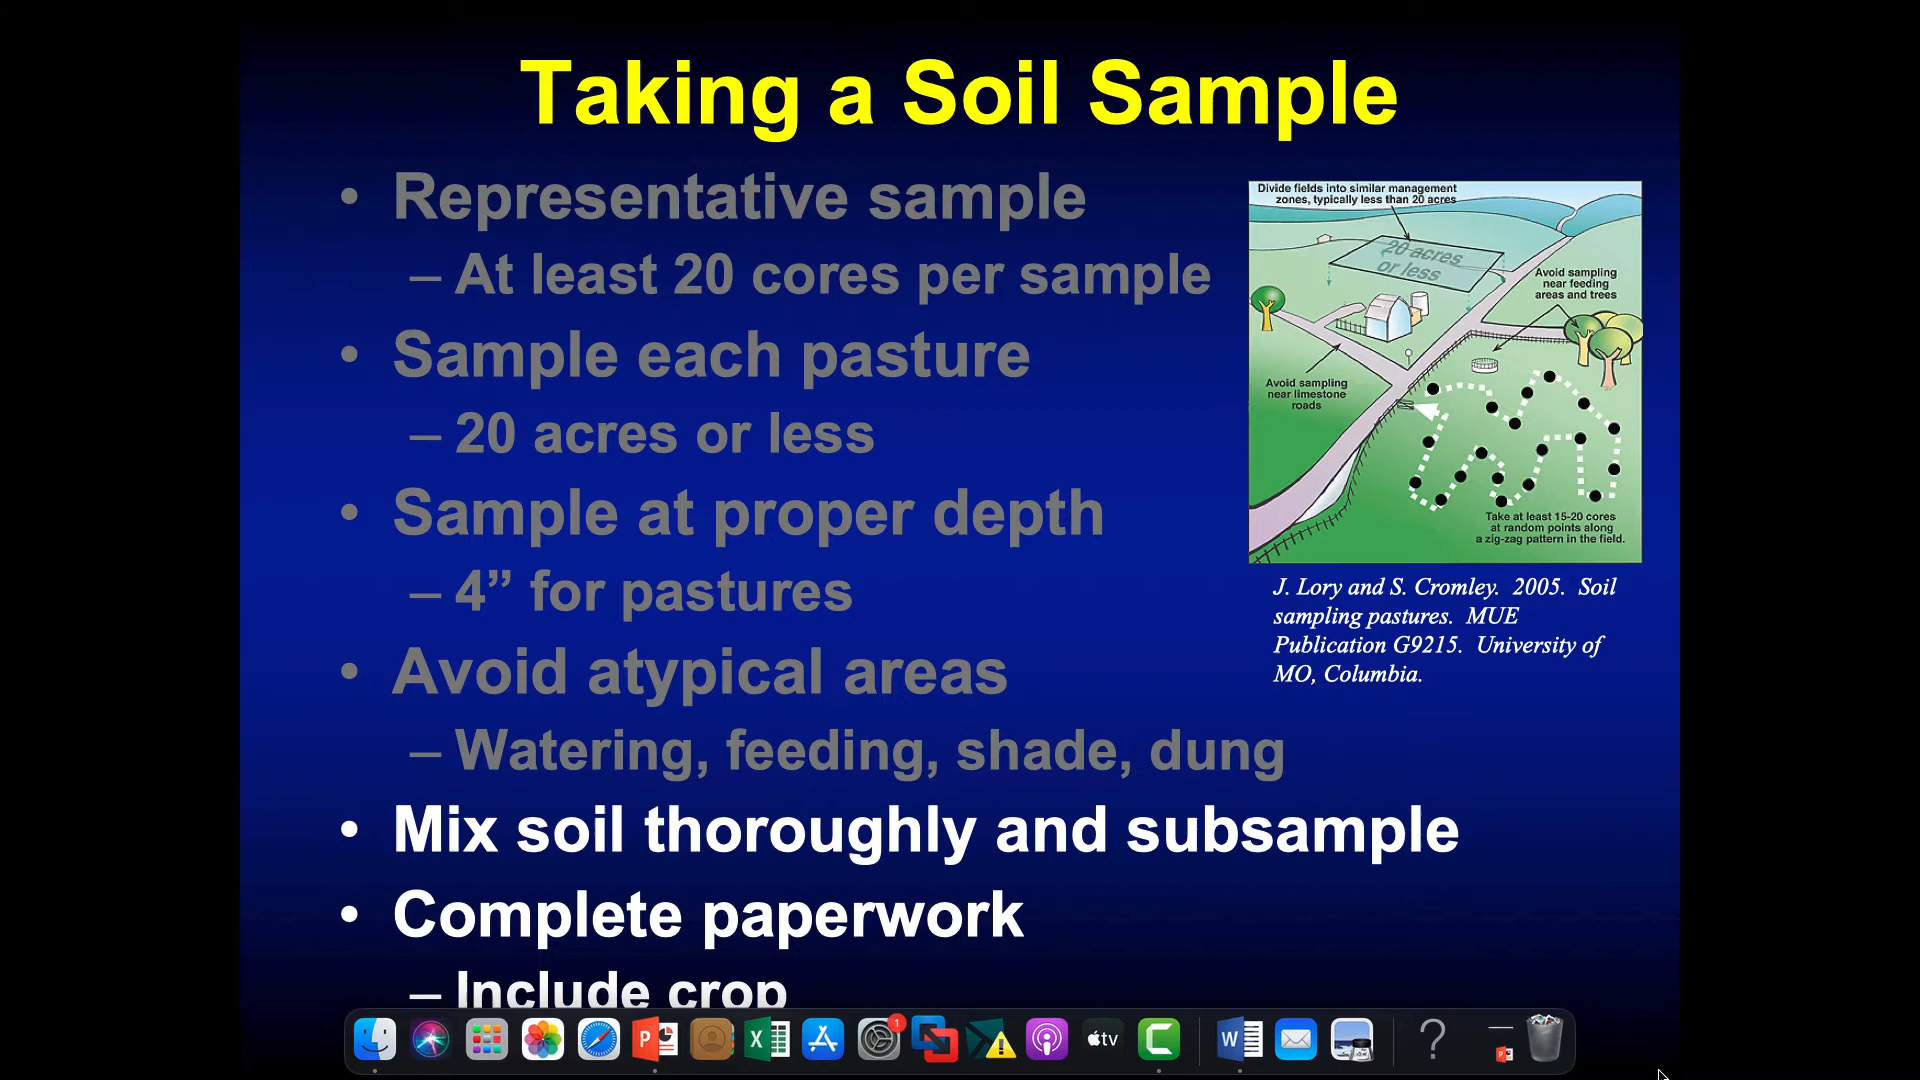 Taking a Soil Sample
• Representative sample
– At least 20 cores per sample
• Sample each pasture
– 20 acres or less
• Sample at proper depth
– 4” for pastures
• Avoid atypical areas
– Watering, feeding, shade, dung
• Mix soil thoroughly and subsample
• Complete paperwork
– Include crop
Divide fields into similar management
zones, typically less than 20 acres
20 acres
or less
Avoid sampling
near feeding
areas and trees
Avoid sampling
near limestone
roads
Take at least 15-20 cores
at random points along
a zig-zag pattern in the field.
J. Lory and S. Cromley. 2005. Soil
sampling pastures. MUE
Publication G9215. University of
MO, Columbia.
1
tv